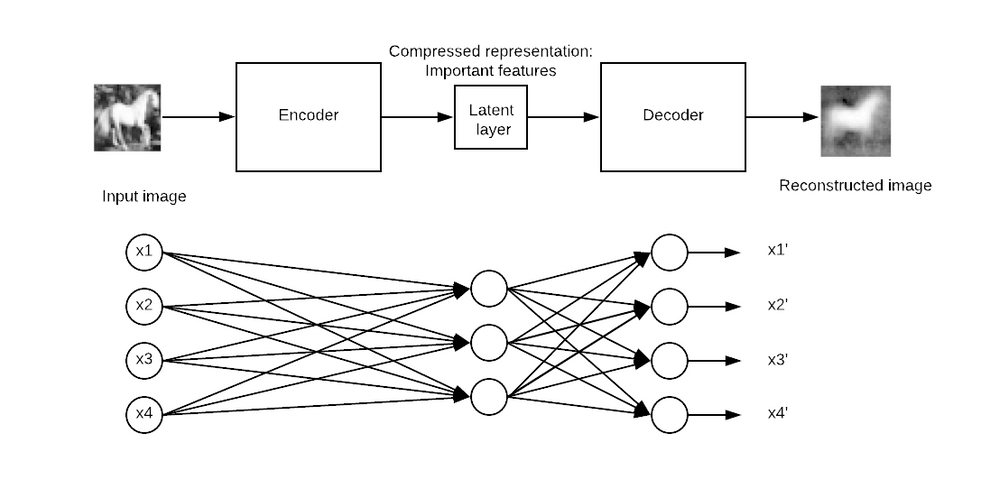 Compressed representation:
Important features
Encoder
Latent
layer
Decoder
Input image
Reconstructed image
x1
x1'
x2
x2'
x3
x3'
x4
x4'